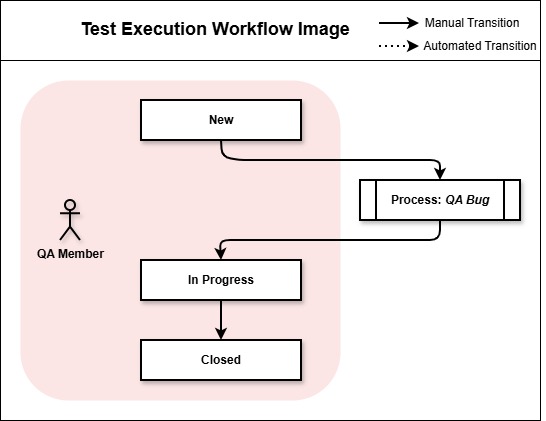 Test Execution Workflow Image
Manual Transition
Automated Transition
New
Process: QA Bug
QA Member
In Progress
Closed